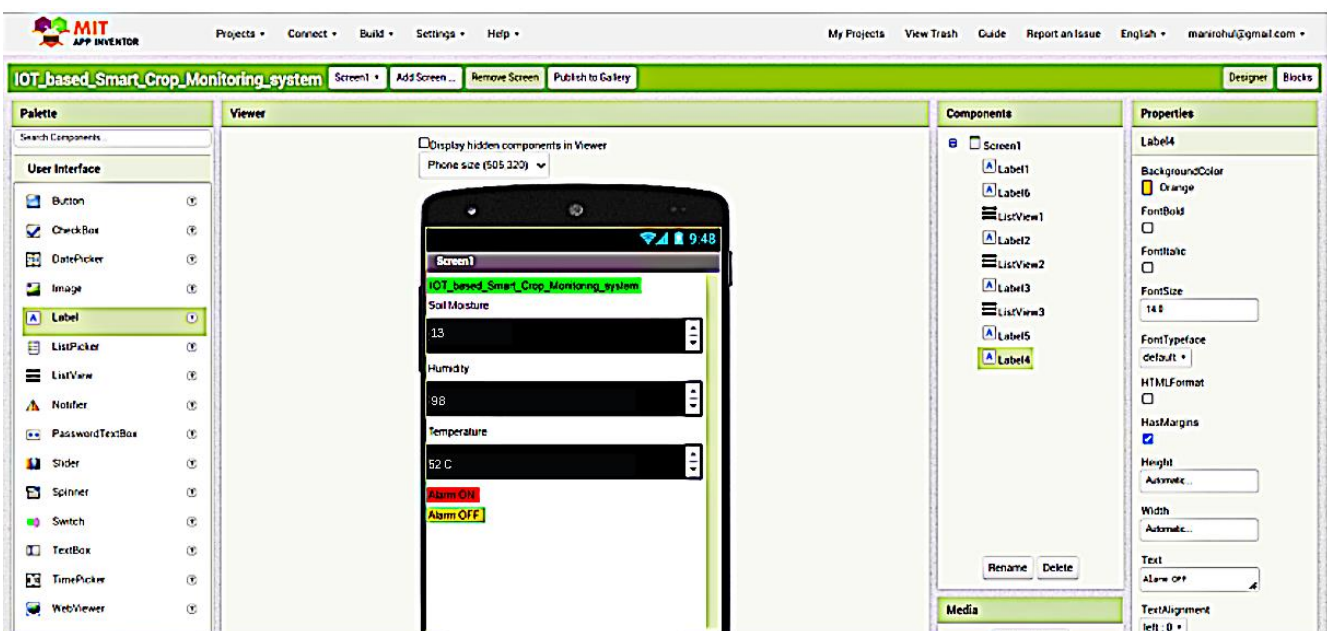 MIT
APP INVENTOR
Projects Connect Build Settings Help My Projects View Trash Guide Report an Issue English manirohul@gmail.com
IOT_based_Smart_Crop_Monitoring_system Screen1 Add Screen ... Remove Screen Publish to Gallery Designer Blocks
Palette
Search Components...
User Interface
Button
CheckBox
DatePicker
Image
Label
ListPicker
ListView
Notifier
PasswordTextBox
Slider
Spinner
Switch
TextBox
TimePicker
WebViewer
Viewer
Display hidden components in Viewer
Phone size (505,320)
9:48
Screen1
IOT_based_Smart_Crop_Monitoring_system
Soil Moisture
13
Humidity
98
Temperature
52 C
Alarm ON
Alarm OFF
Components
Screen1
Label1
Label6
ListView1
Label2
ListView2
Label3
ListView3
Label5
Label4
Rename Delete
Media
Properties
Label4
BackgroundColor
Orange
FontBold
FontItalic
FontSize
14.0
FontTypeface
default
HTMLFormat
HasMargins
Height
Automatic...
Width
Automatic...
Text
Alarm OFF
TextAlignment
left : 0